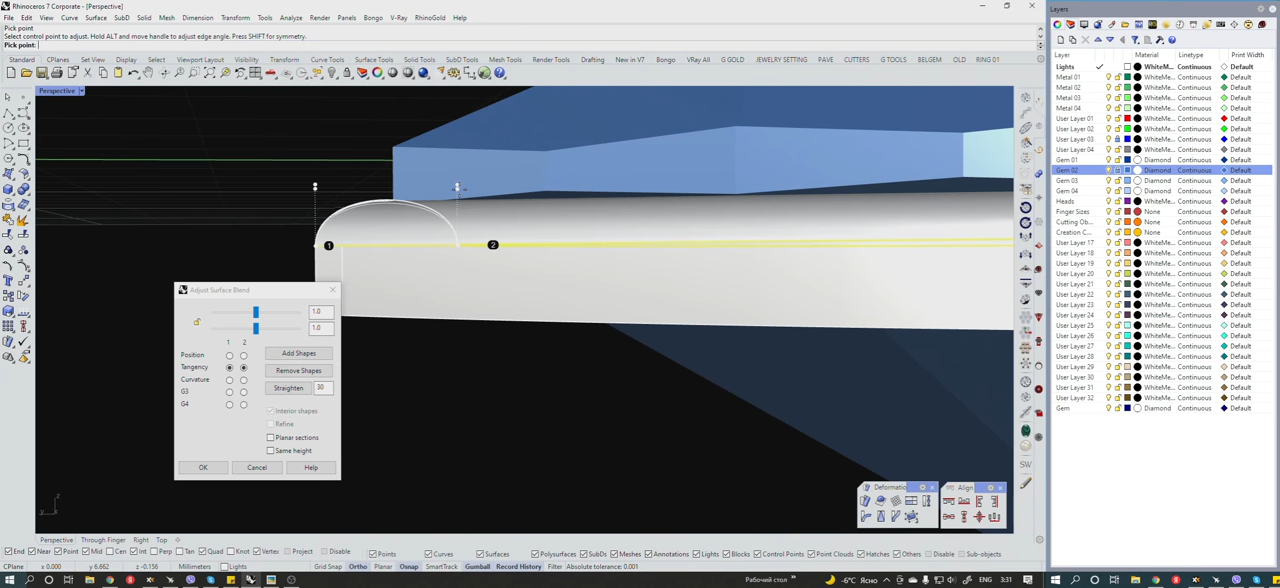 Rhinoceros 7 Corporate - [Perspective]
File Edit View Curve Surface SubD Solid Mesh Dimension Transform Tools Analyze Render Panels Bongo V-Ray RhinoGold Help
Pick point
Select control point to adjust. Hold ALT and move handle to adjust edge angle. Press SHIFT for symmetry.
Pick point:
Standard CPlanes Set View Display Select Viewport Layout Visibility Transform Curve Tools Surface Tools Solid Tools SubD Tools Mesh Tools Render Tools Drafting New in V7 Bongo VRay All G GOLD JEWELRY SETTING PAVE CUTTERS G TOOLS BELGEM OLD RING 01
Perspective
1
2
Adjust Surface Blend
1.0
1.0
1 2
Position
Tangency
Curvature
G3
G4
Add Shapes
Remove Shapes
Straighten 30
Interior shapes
Refine
Planar sections
Same height
OK Cancel Help
z
y
Align
SW
Perspective Through Finger Right Top
End Near Point Mid Cen Int Perp Tan Quad Knot Vertex Project Disable
Points Curves Surfaces Polysurfaces SubDs Meshes Annotations Lights Blocks Control Points Point Clouds Hatches Others Disable Sub-objects
CPlane x 0.000 y 6.662 z -0.156 Millimeters Lights Grid Snap Ortho Planar Osnap SmartTrack Gumball Record History Filter Absolute tolerance: 0.001
Рабочий стол -6°C Ясно ENG 3:31
Layers
Layer Material Linetype Print Width
Lights WhiteM... Continuous Default
Metal 01 WhiteMe... Continuous Default
Metal 02 WhiteMe... Continuous Default
Metal 03 WhiteMe... Continuous Default
Metal 04 WhiteMe... Continuous Default
User Layer 01 WhiteMe... Continuous Default
User Layer 02 WhiteMe... Continuous Default
User Layer 03 WhiteMe... Continuous Default
User Layer 04 WhiteMe... Continuous Default
Gem 01 Diamond Continuous Default
Gem 02 Diamond Continuous Default
Gem 03 Diamond Continuous Default
Gem 04 Diamond Continuous Default
Heads WhiteMe... Continuous Default
Finger Sizes None Continuous Default
Cutting Ob... None Continuous Default
Creation C... None Continuous Default
User Layer 17 WhiteMe... Continuous Default
User Layer 18 WhiteMe... Continuous Default
User Layer 19 WhiteMe... Continuous Default
User Layer 20 WhiteMe... Continuous Default
User Layer 21 WhiteMe... Continuous Default
User Layer 22 WhiteMe... Continuous Default
User Layer 23 WhiteMe... Continuous Default
User Layer 24 WhiteMe... Continuous Default
User Layer 25 WhiteMe... Continuous Default
User Layer 26 WhiteMe... Continuous Default
User Layer 27 WhiteMe... Continuous Default
User Layer 28 WhiteMe... Continuous Default
User Layer 29 WhiteMe... Continuous Default
User Layer 30 WhiteMe... Continuous Default
User Layer 31 WhiteMe... Continuous Default
User Layer 32 WhiteMe... Continuous Default
Gem Diamond Continuous Default